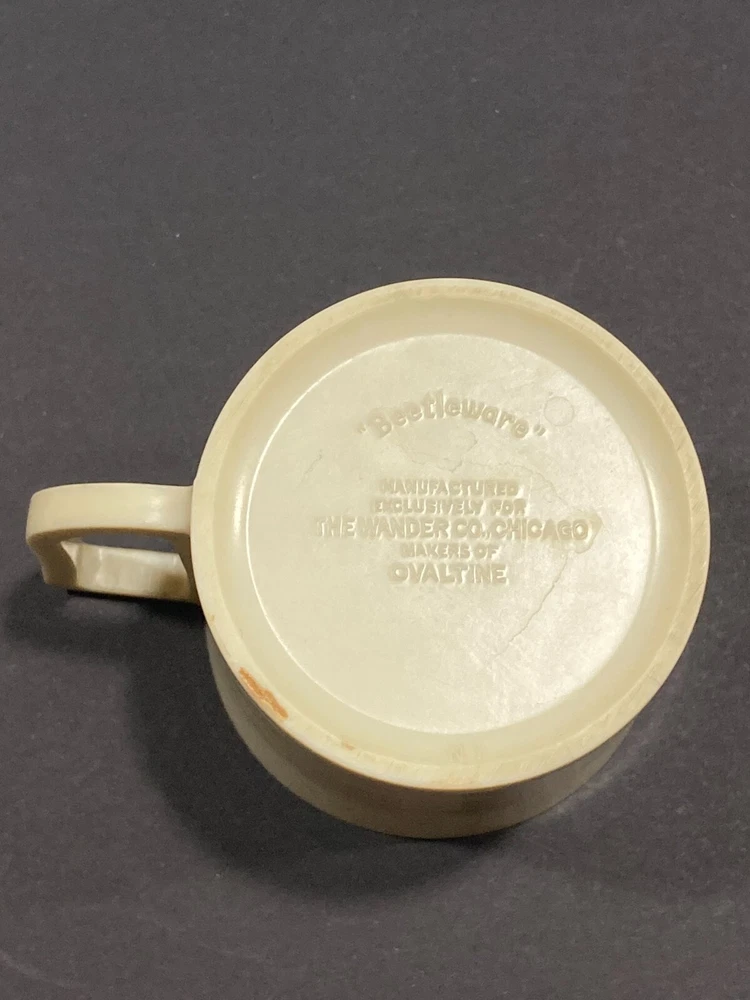 "Beetleware"
MANUFACTURED
EXCLUSIVELY FOR
THE WANDER CO., CHICAGO
MAKERS OF
OVALTINE